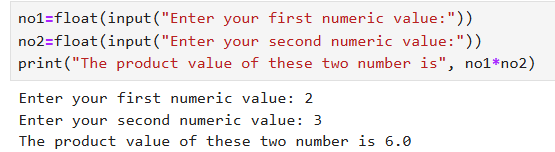 no1=float(input("Enter your first numeric value:"))
no2=float(input("Enter your second numeric value:"))
print("The product value of these two number is", no1*no2)
Enter your first numeric value: 2
Enter your second numeric value: 3
The product value of these two number is 6.0